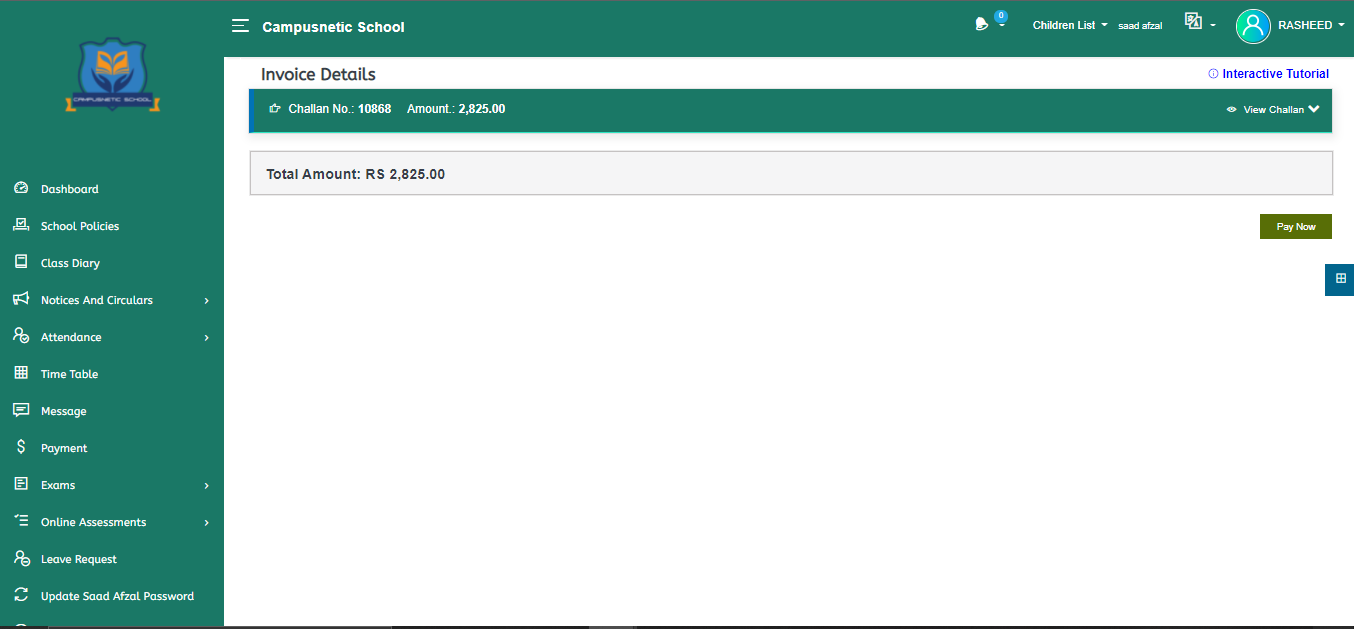 Campusnetic School
0
Children List
saad afzal
RASHEED
CAMPUSNETIC SCHOOL
Invoice Details
Interactive Tutorial
Challan No.: 10868 Amount.: 2,825.00
View Challan
Total Amount: RS 2,825.00
Pay Now
Dashboard
School Policies
Class Diary
Notices And Circulars
Attendance
Time Table
Message
Payment
Exams
Online Assessments
Leave Request
Update Saad Afzal Password